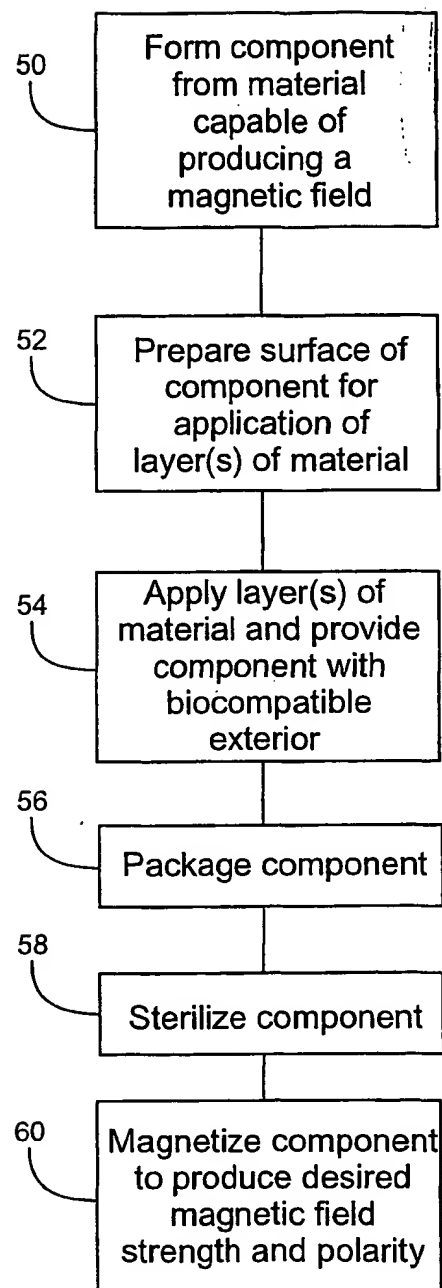 50
Form component
from material
capable of
producing a
magnetic field
52
Prepare surface of
component for
application of
layer(s) of material
54
Apply layer(s) of
material and provide
component with
biocompatible
exterior
56
Package component
58
Sterilize component
60
Magnetize component
to produce desired
magnetic field
strength and polarity